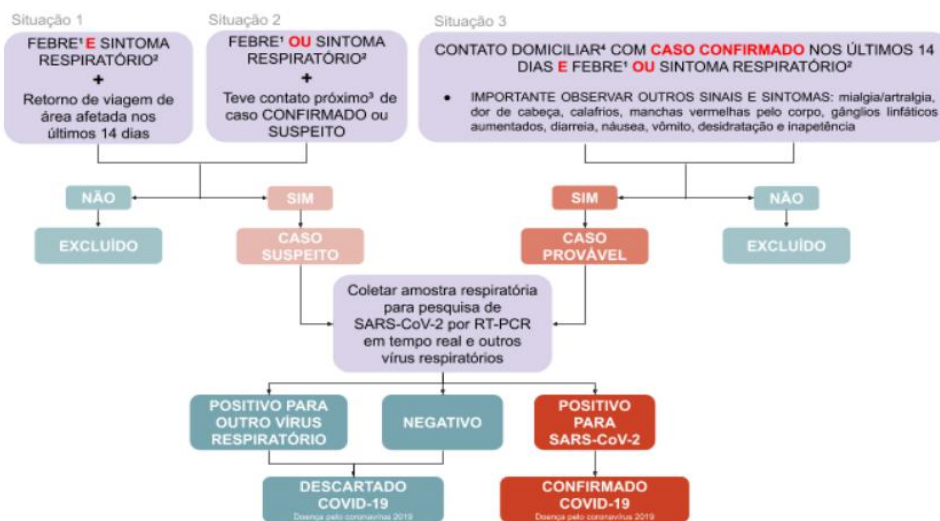 Situação 1
FEBRE¹ E SINTOMA
RESPIRATÓRIO²
+
Retorno de viagem de
área afetada nos
últimos 14 dias
Situação 2
FEBRE¹ OU SINTOMA
RESPIRATÓRIO²
+
Teve contato próximo³ de
caso CONFIRMADO ou
SUSPEITO
Situação 3
CONTATO DOMICILIAR⁴ COM CASO CONFIRMADO NOS ÚLTIMOS 14
DIAS E FEBRE¹ OU SINTOMA RESPIRATÓRIO²
• IMPORTANTE OBSERVAR OUTROS SINAIS E SINTOMAS: mialgia/artralgia,
dor de cabeça, calafrios, manchas vermelhas pelo corpo, gânglios linfáticos
aumentados, diarreia, náusea, vômito, desidratação e inapetência
NÃO
SIM
SIM
NÃO
EXCLUÍDO
CASO
SUSPEITO
CASO
PROVÁVEL
EXCLUÍDO
Coletar amostra respiratória
para pesquisa de
SARS-CoV-2 por RT-PCR
em tempo real e outros
vírus respiratórios
POSITIVO PARA
OUTRO VÍRUS
RESPIRATÓRIO
NEGATIVO
POSITIVO
PARA
SARS-CoV-2
DESCARTADO
COVID-19
Doença pelo coronavírus 2019
CONFIRMADO
COVID-19
Doença pelo coronavírus 2019